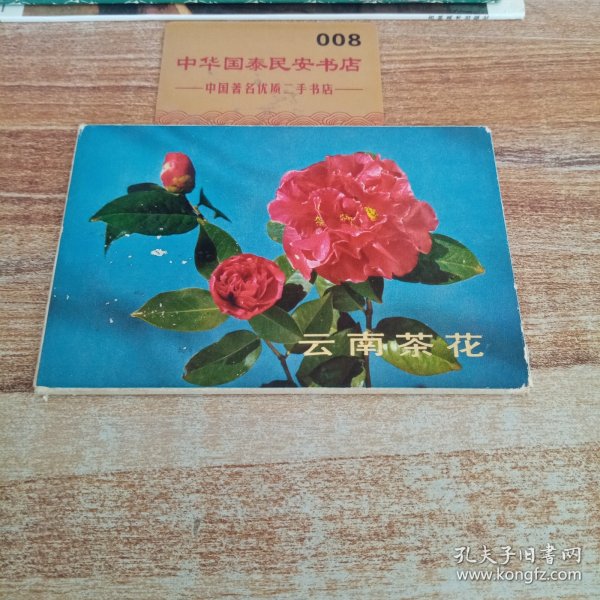 008
中华国泰民安书店
中国著名优质二手书店
云南茶花
孔夫子旧书网
www.kongfz.com